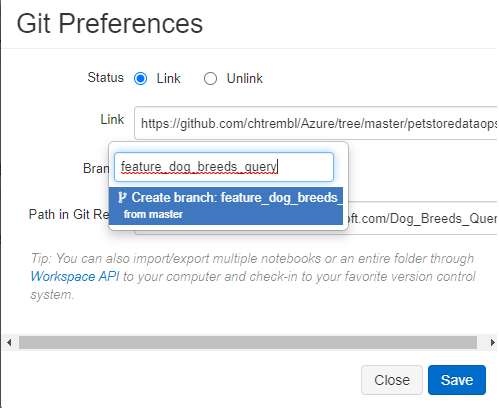 Git Preferences
Status Link Unlink
Link https://github.com/chtrembl/Azure/tree/master/petstoredataops
Bran feature_dog_breeds_query
Create branch: feature_dog_breeds_
from master
Path in Git Re oft.com/Dog_Breeds_Quer
Tip: You can also import/export multiple notebooks or an entire folder through
Workspace API to your computer and check-in to your favorite version control
system.
Close Save